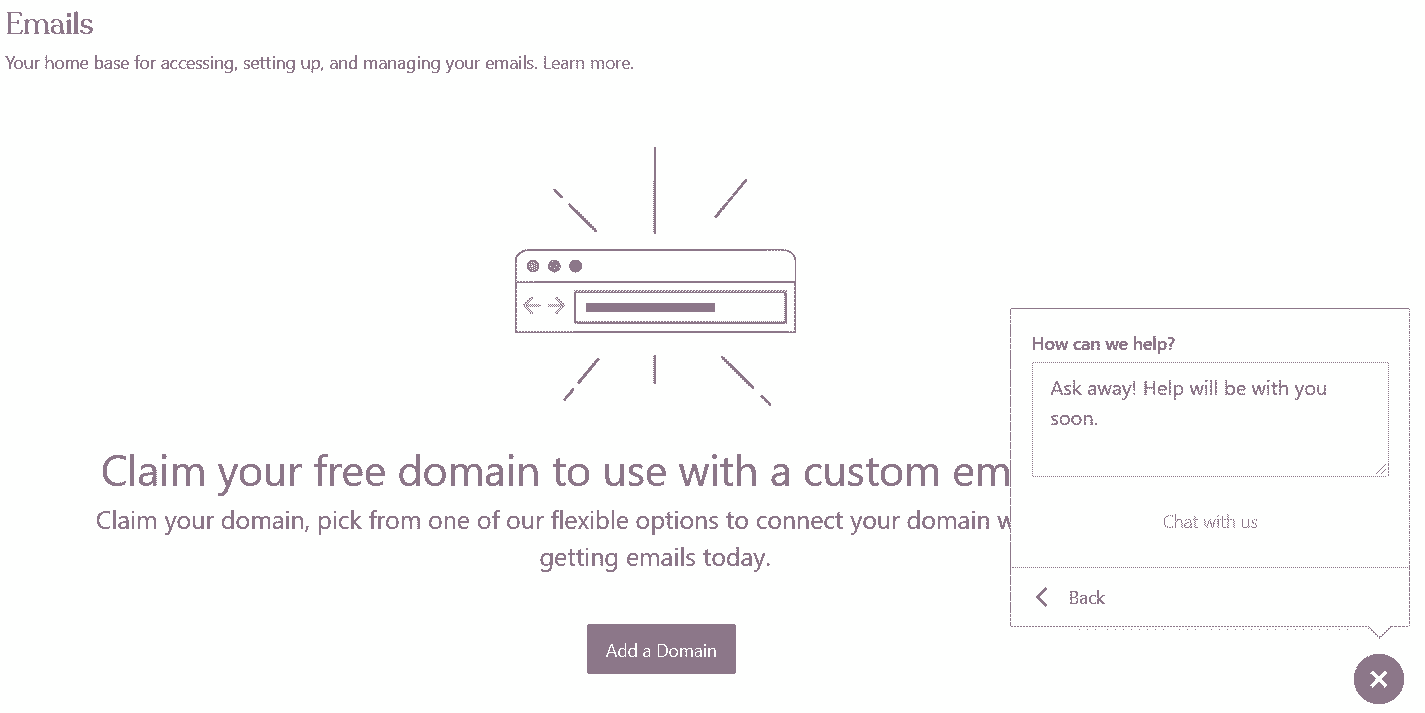 Emails
Your home base for accessing, setting up, and managing your emails. Learn more.
Claim your free domain to use with a custom em
Claim your domain, pick from one of our flexible options to connect your domain w
getting emails today.
Add a Domain
How can we help?
Ask away! Help will be with you
soon.
Chat with us
Back